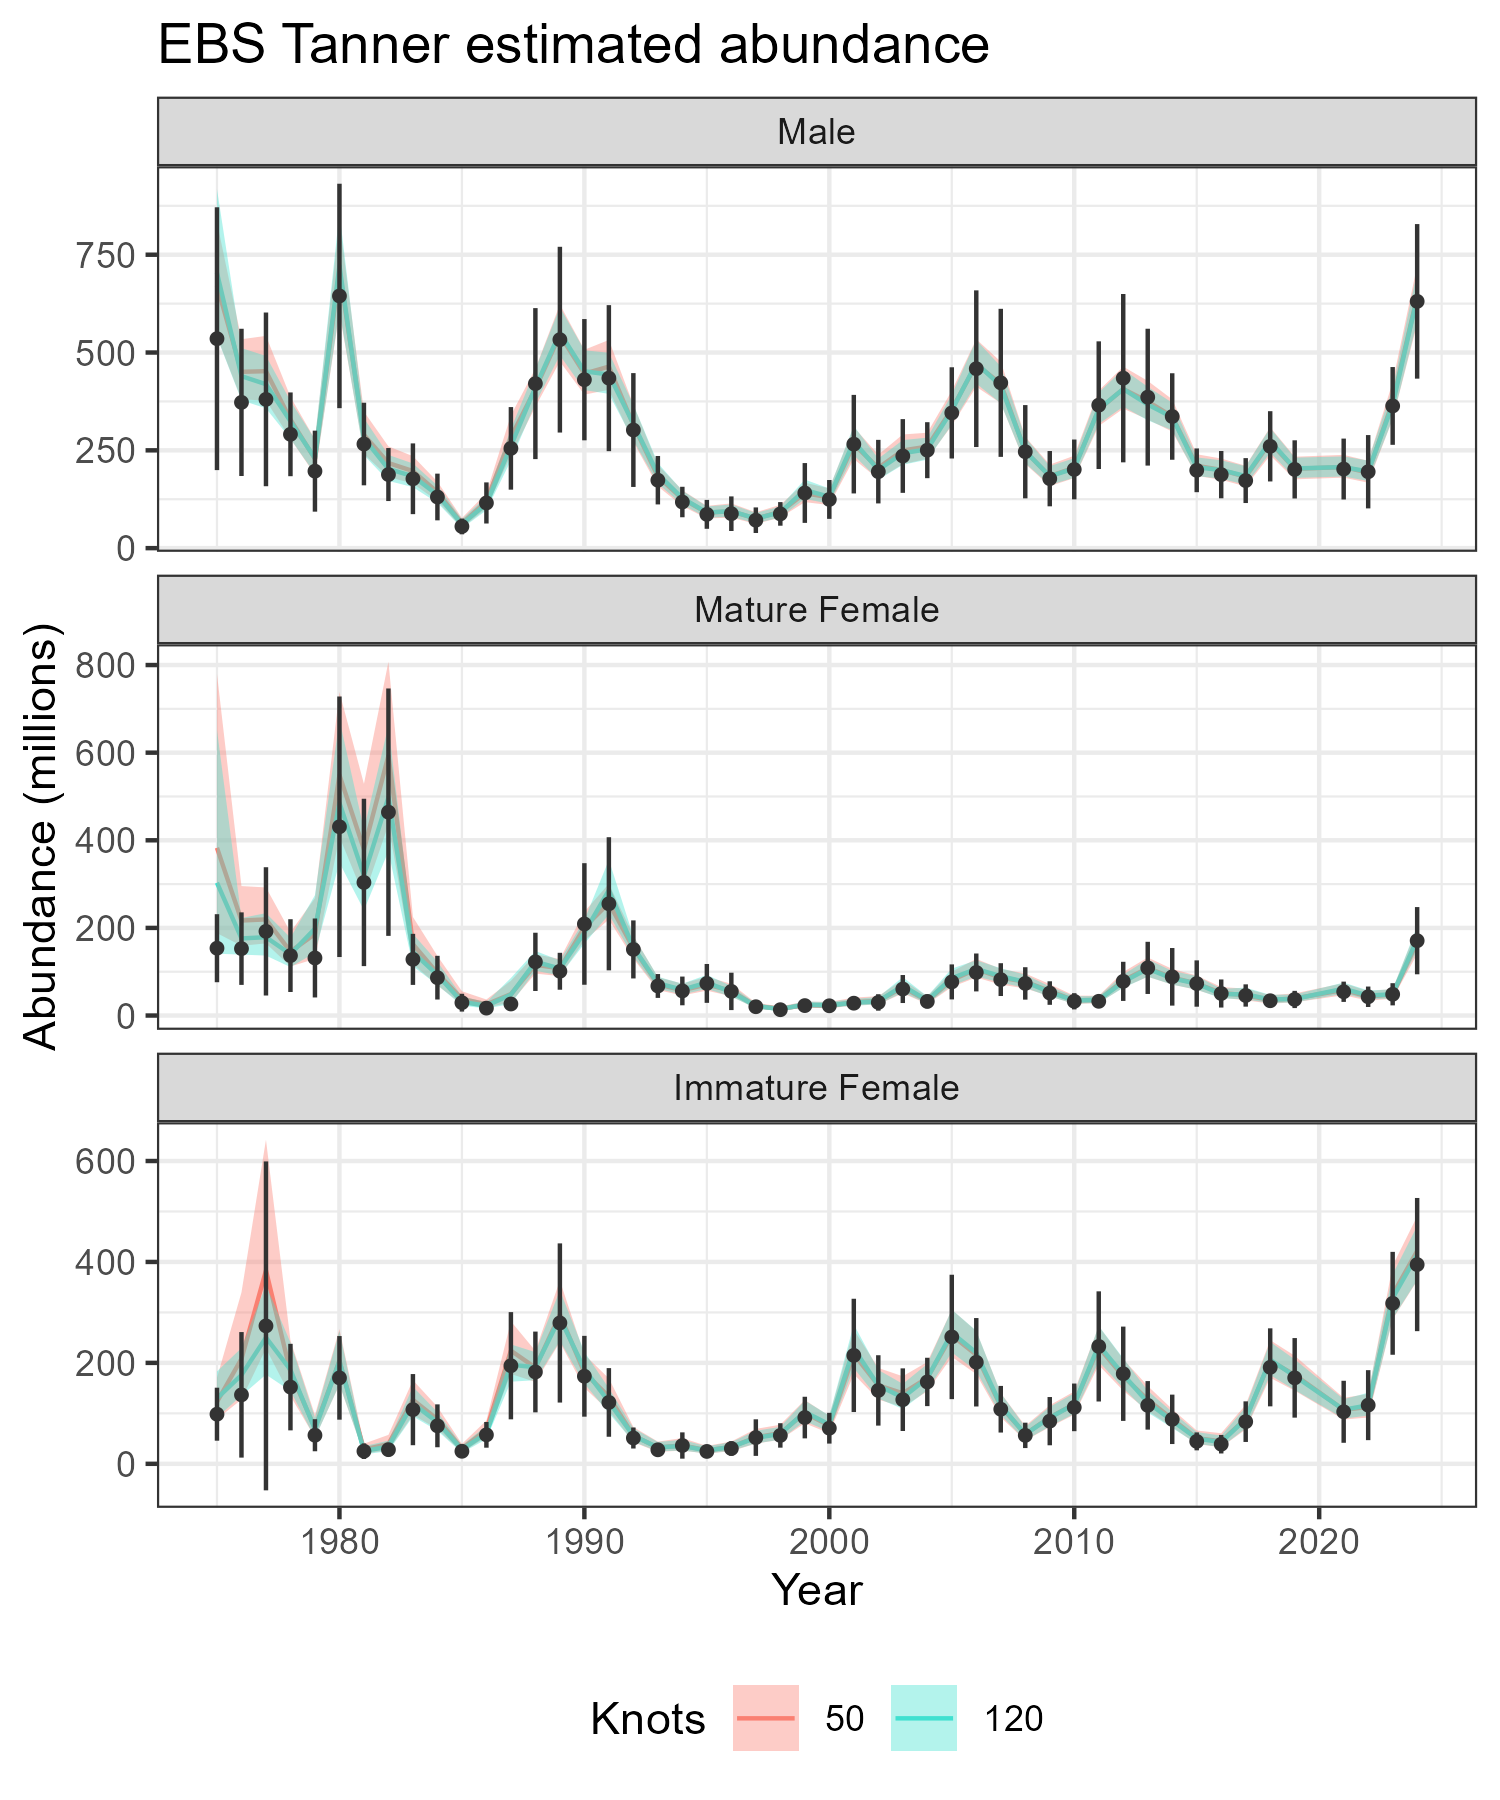 EBS Tanner estimated abundance
Male
750
500
250
0
Mature Female
800
600
400
200
0
Abundance (millions)
Immature Female
600
400
200
0
1980 1990 2000 2010 2020
Year
Knots 50 120